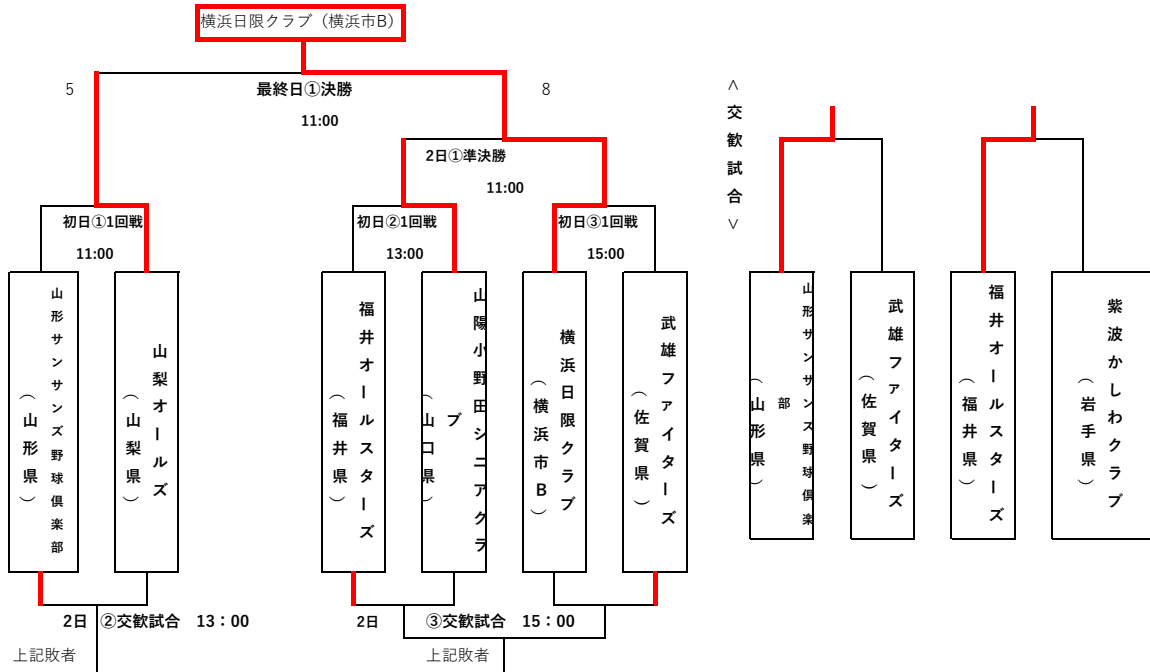 横浜日限クラブ（横浜市B）
5
最終日①決勝
8
11:00
2日①準決勝
11:00
初日①1回戦
11:00
初日②1回戦
13:00
初日③1回戦
15:00
山形サンサンズ野球倶楽部
（山形県）
山梨オールズ
（山梨県）
福井オールスターズ
（福井県）
山陽小野田シニアクラ
ブ
（山口県）
横浜日限クラブ
（横浜市B）
武雄ファイターズ
（佐賀県）
2日 ②交歓試合 13：00
上記敗者
2日 ③交歓試合 15：00
上記敗者
＜交歓試合＞
山形サンサンズ野球倶楽
部
（山形県）
武雄ファイターズ
（佐賀県）
福井オールスターズ
（福井県）
紫波かしわクラブ
（岩手県）